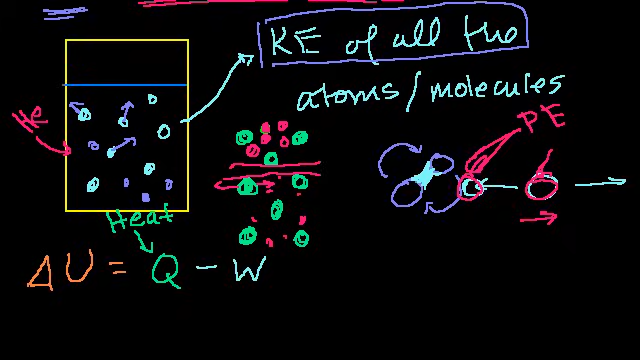 KE of all the
atoms/molecules
He
PE
Heat
ΔU = Q - W